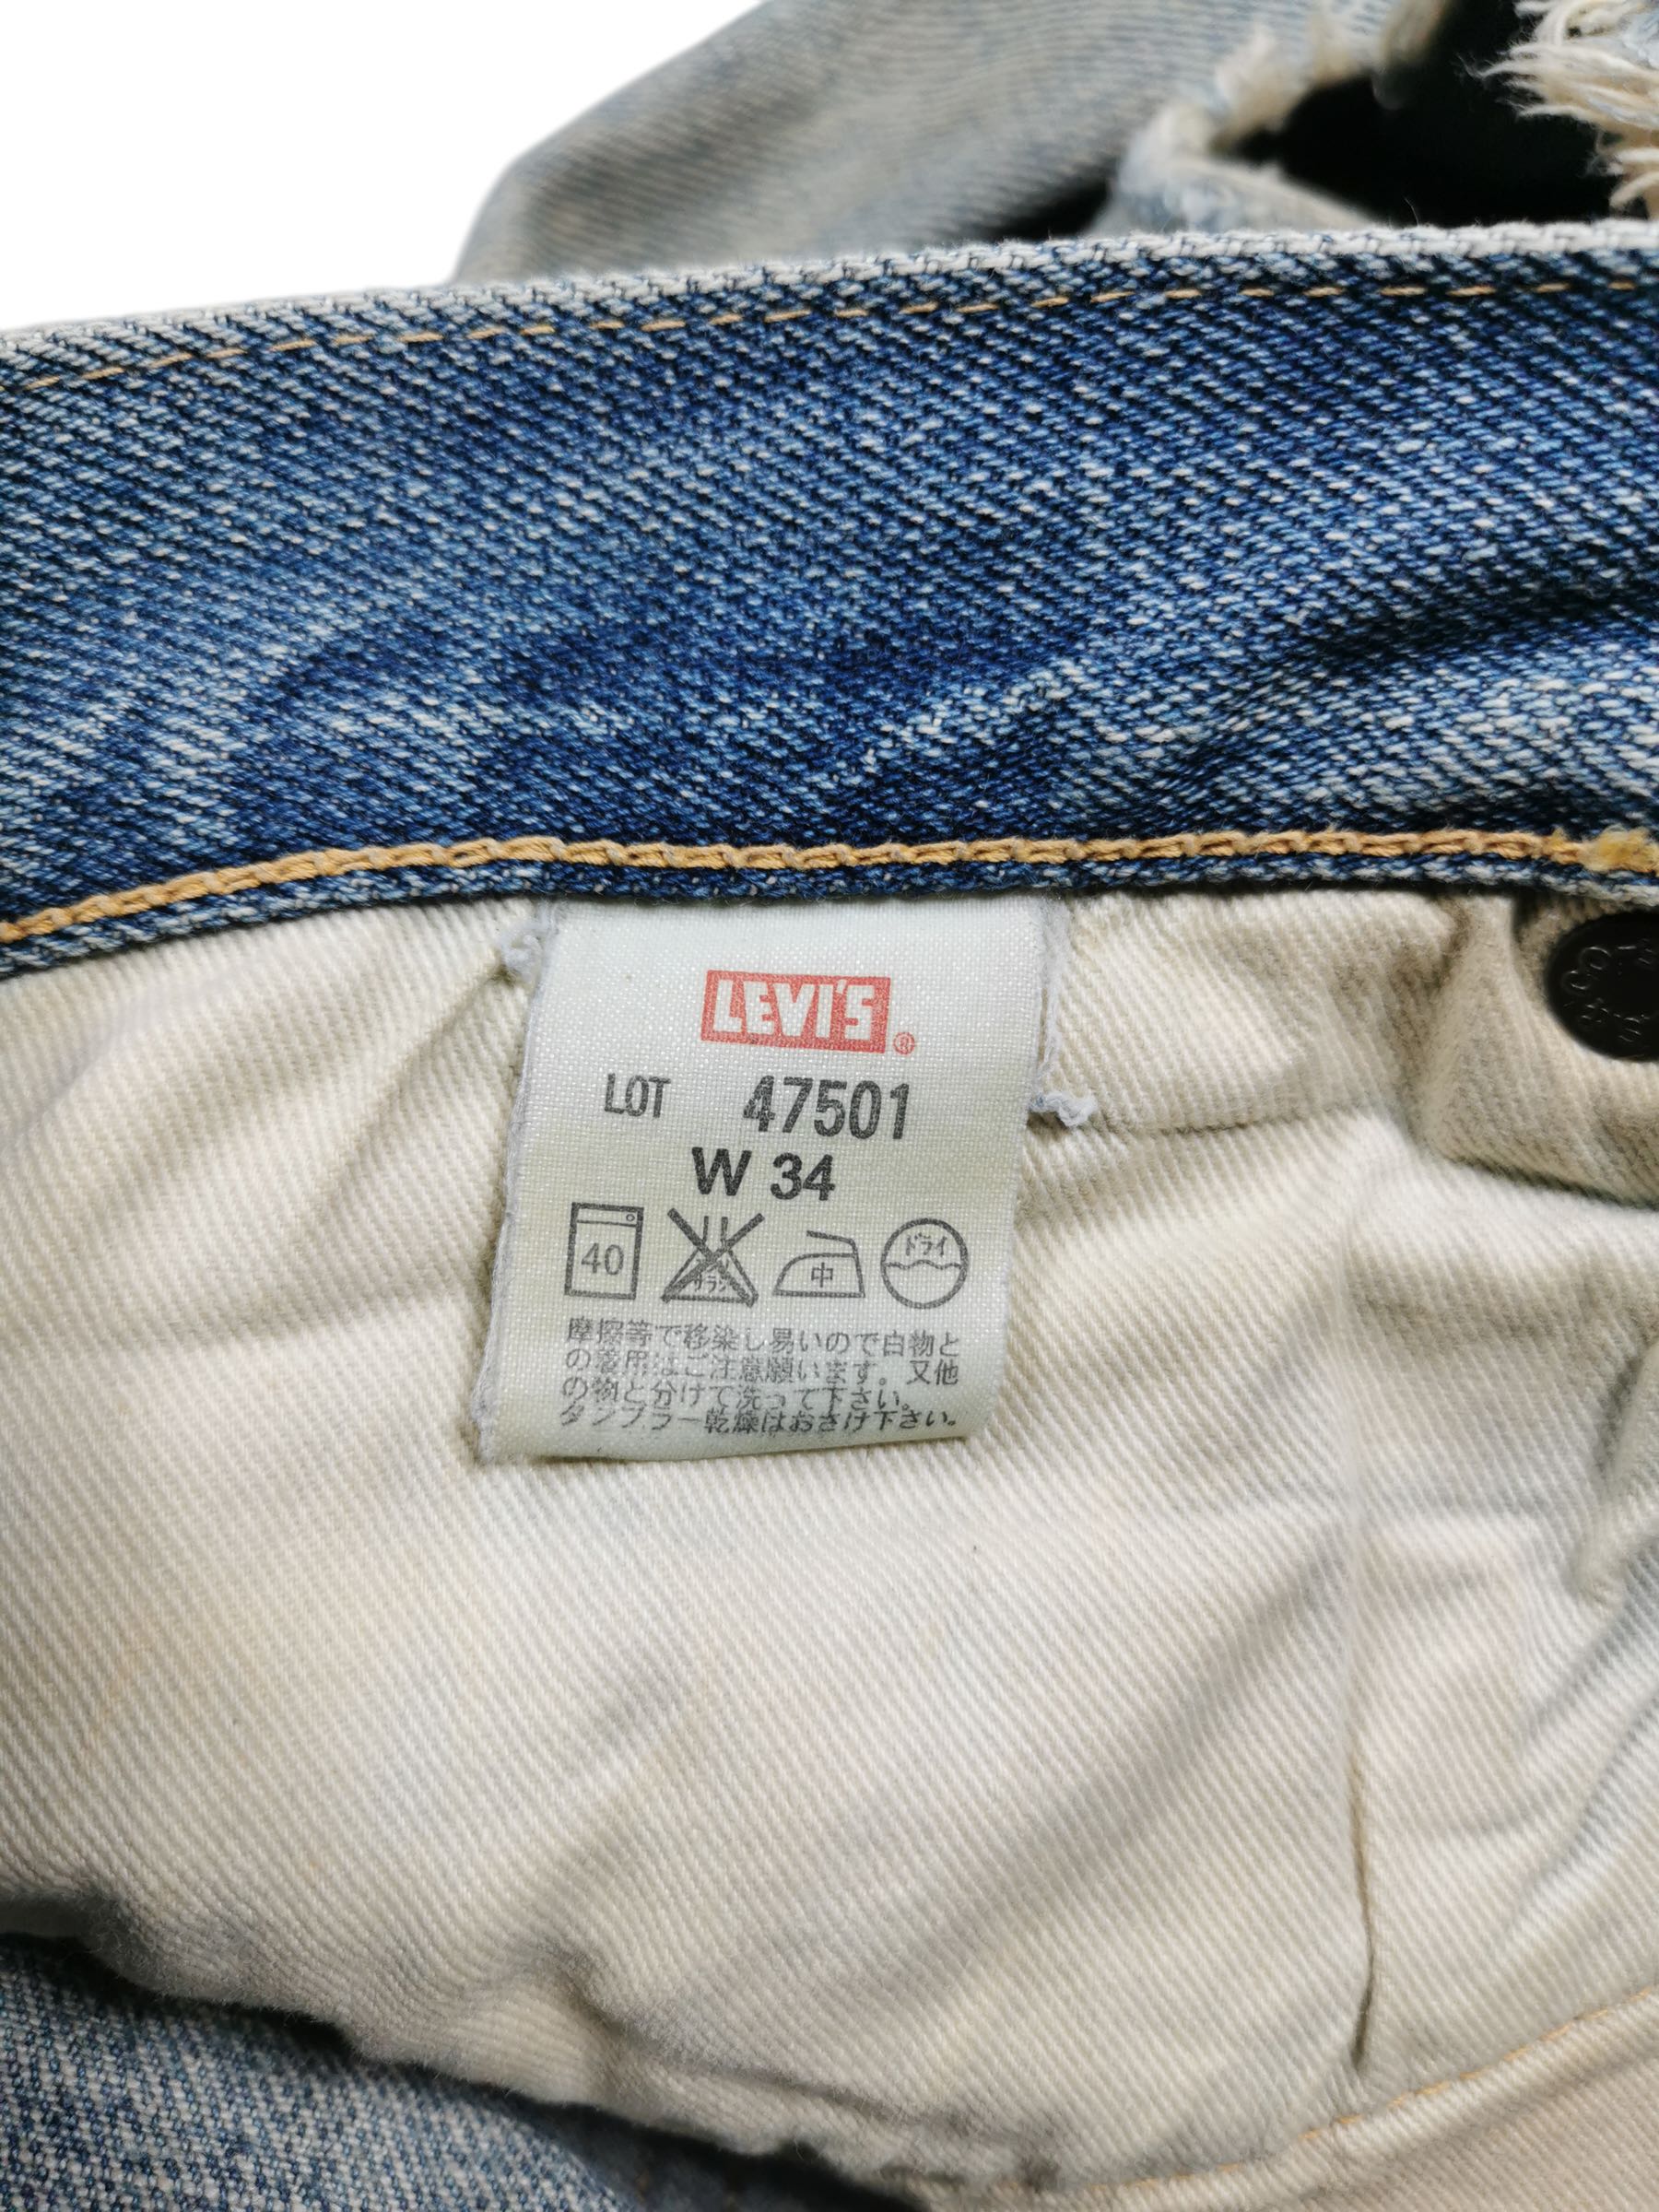 LEVI'S ®
LOT 47501
W 34
40 サラシ 中 ドライ
摩擦等で移染し易いので白物と
の着用はご注意願います。又他
の物と分けて洗って下さい。
タンブラー乾燥はおさけ下さい。